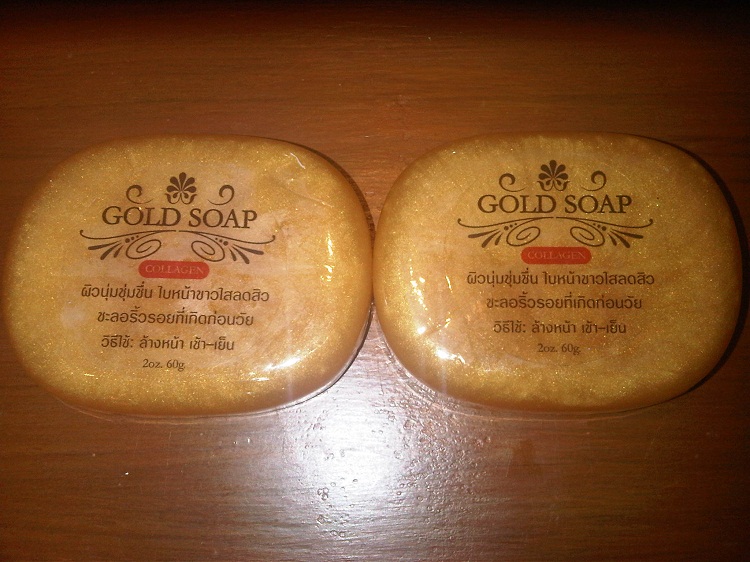 GOLD SOAP
COLLAGEN
ผิวนุ่มชุ่มชื่น ใบหน้าขาวใสลดสิว
ชะลอริ้วรอยที่เกิดก่อนวัย
วิธีใช้: ล้างหน้า เช้า-เย็น
2oz. 60g.
GOLD SOAP
COLLAGEN
ผิวนุ่มชุ่มชื่น ใบหน้าขาวใสลดสิว
ชะลอริ้วรอยที่เกิดก่อนวัย
วิธีใช้: ล้างหน้า เช้า-เย็น
2oz. 60g.